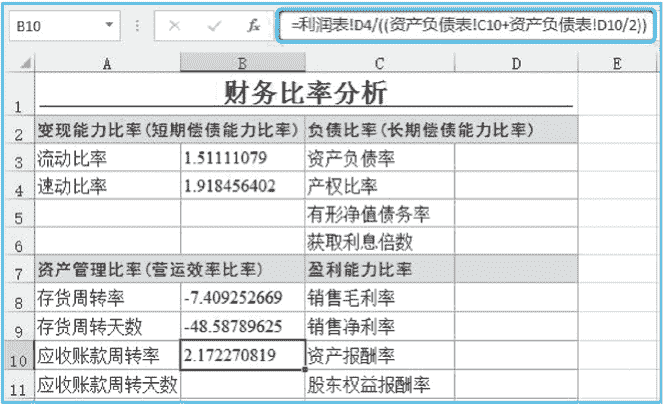 B10 fx =利润表!D4/((资产负债表!C10+资产负债表!D10/2))
A B C D E
1 财务比率分析
2 变现能力比率(短期偿债能力比率) 负债比率(长期偿债能力比率)
3 流动比率 1.51111079 资产负债率
4 速动比率 1.918456402 产权比率
5 有形净值债务率
6 获取利息倍数
7 资产管理比率(营运效率比率) 盈利能力比率
8 存货周转率 -7.409252669 销售毛利率
9 存货周转天数 -48.58789625 销售净利率
10 应收账款周转率 2.172270819 资产报酬率
11 应收账款周转天数 股东权益报酬率